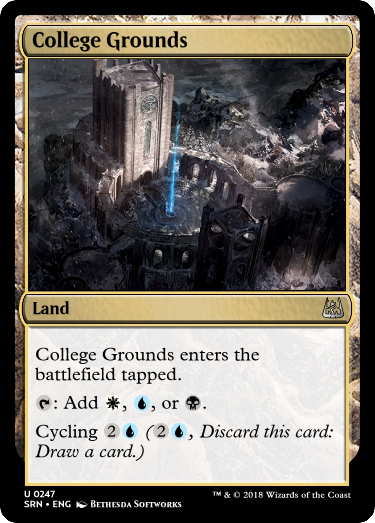 College Grounds
Land
College Grounds enters the
battlefield tapped.
: Add , , or .
Cycling 2 (2, Discard this card:
Draw a card.)
U 0247
SRN • ENG Bethesda Softworks
™ & © 2018 Wizards of the Coast